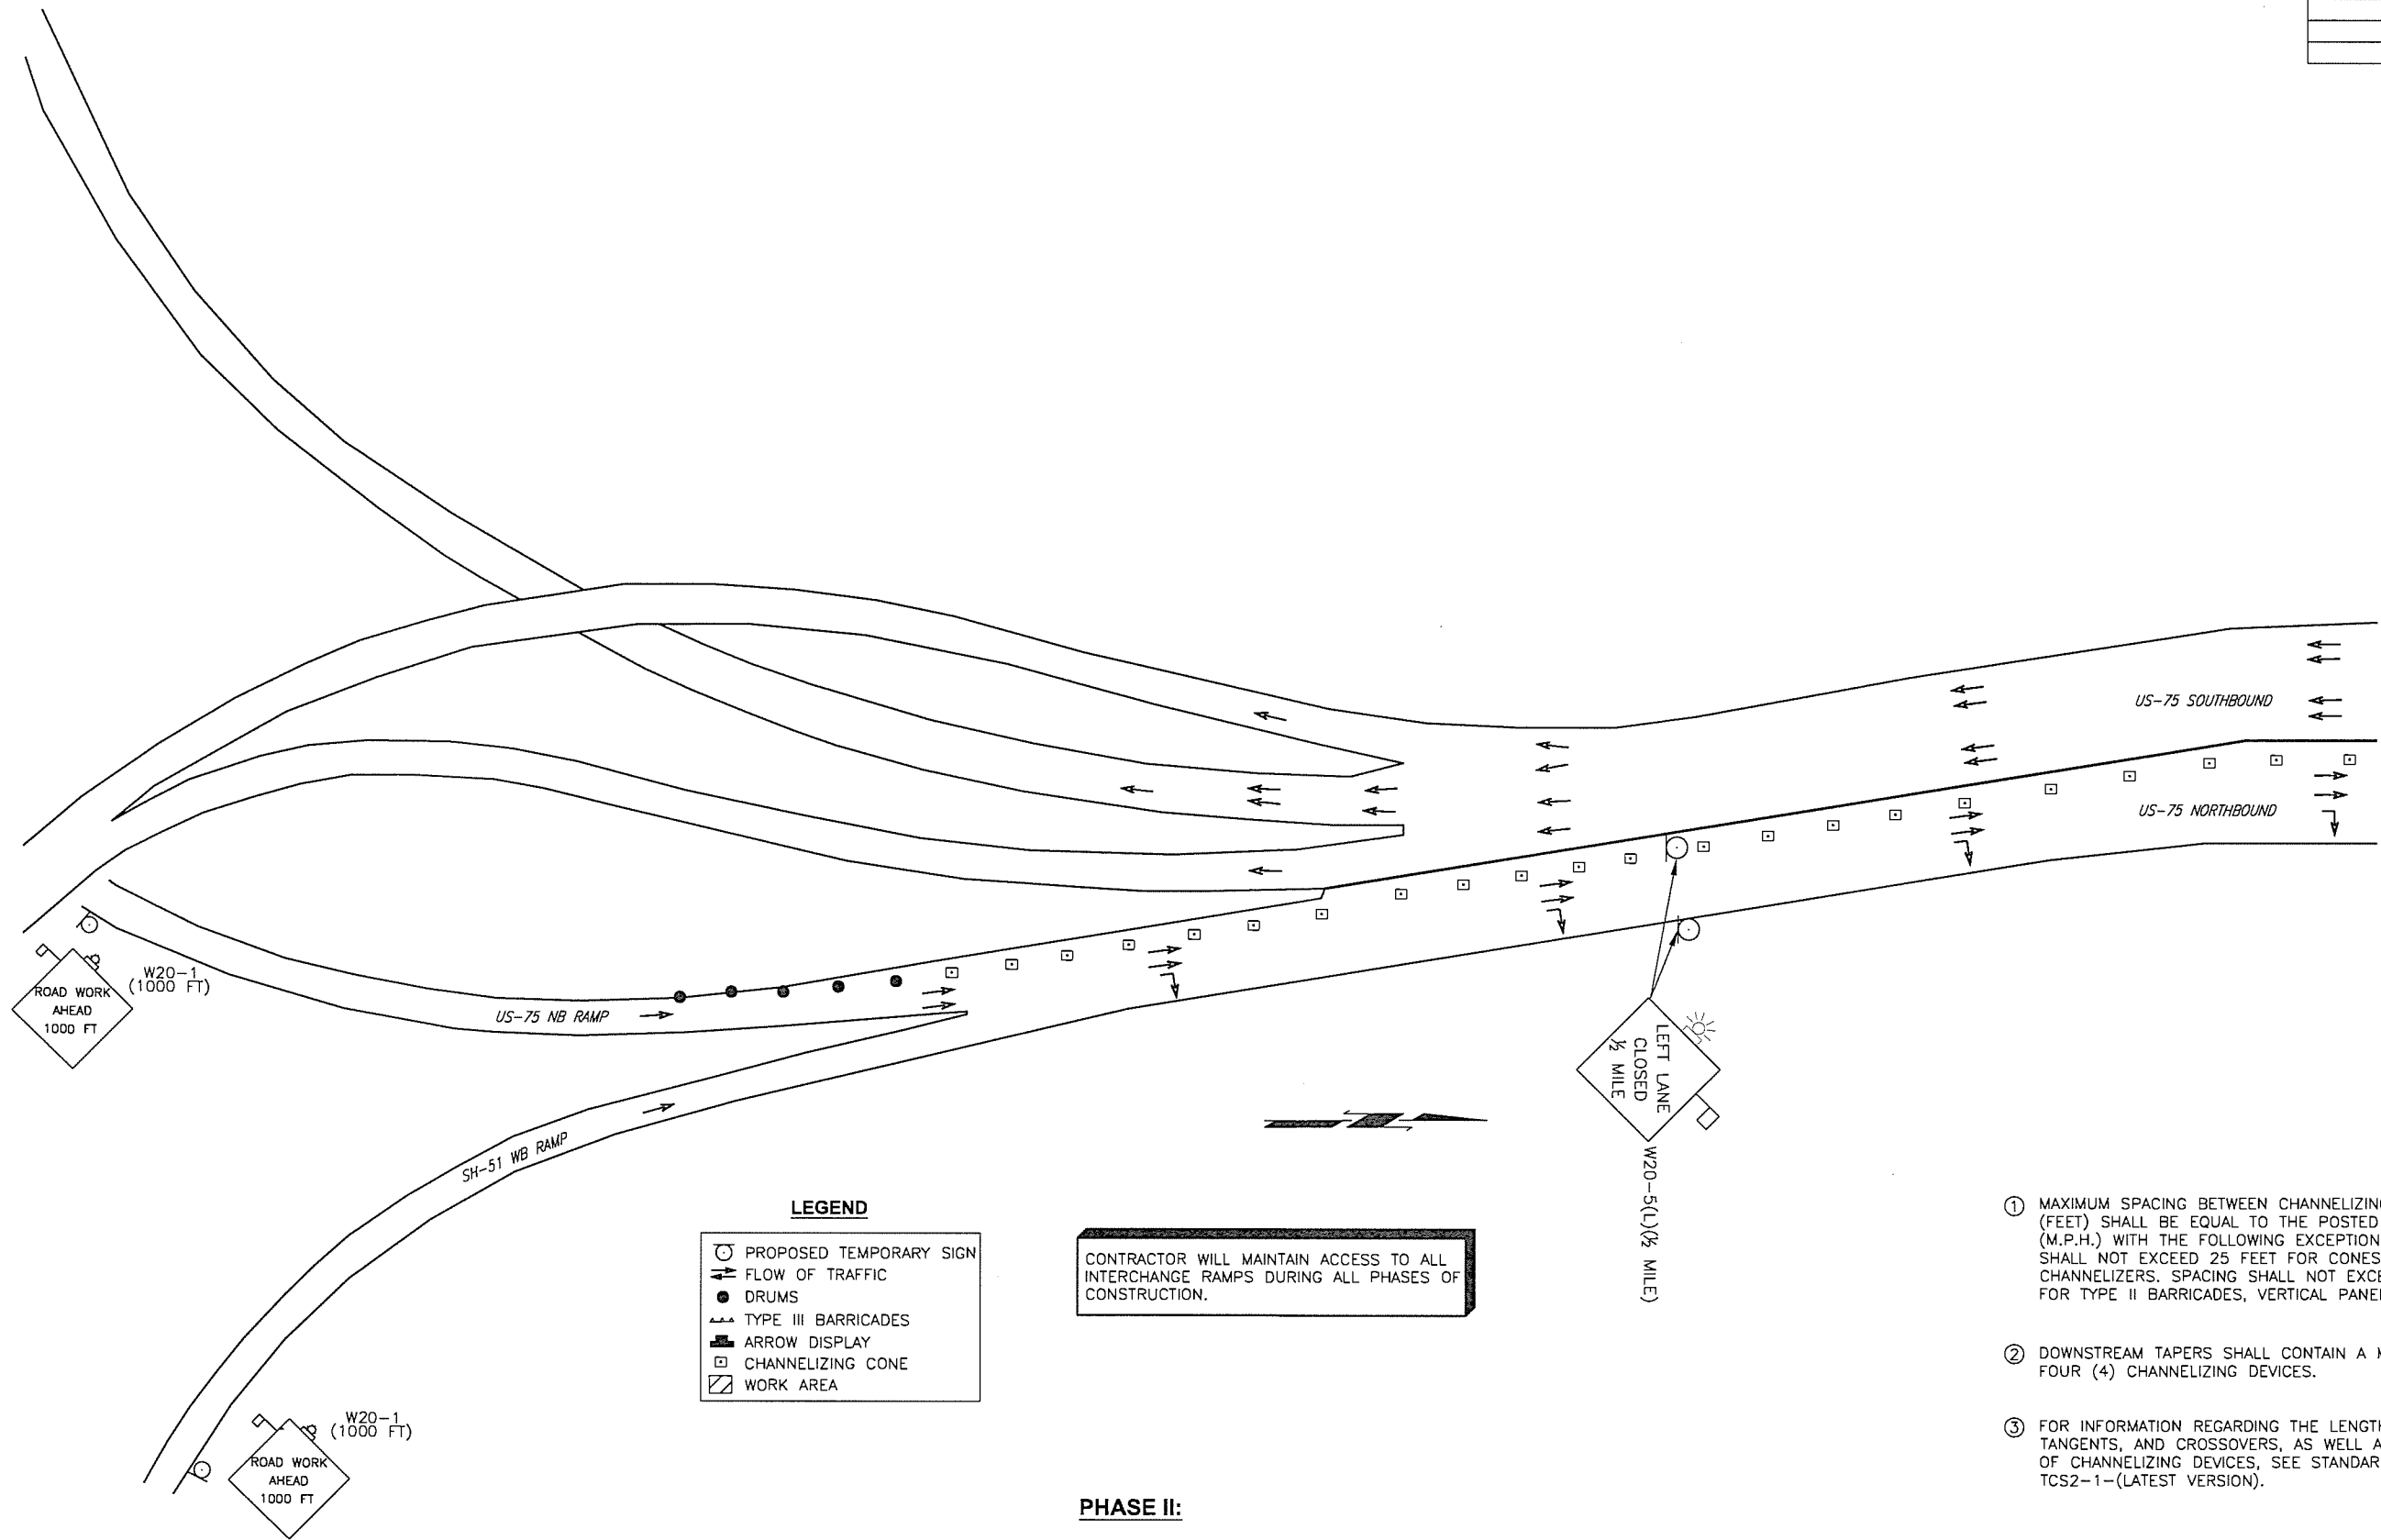 US-75 SOUTHBOUND
US-75 NORTHBOUND
W20-1
(1000 FT)
ROAD WORK
AHEAD
1000 FT
US-75 NB RAMP
SH-51 WB RAMP
LEFT LANE
CLOSED
½ MILE
W20-5(L)(½ MILE)
W20-1
(1000 FT)
ROAD WORK
AHEAD
1000 FT
LEGEND
PROPOSED TEMPORARY SIGN
FLOW OF TRAFFIC
DRUMS
TYPE III BARRICADES
ARROW DISPLAY
CHANNELIZING CONE
WORK AREA
CONTRACTOR WILL MAINTAIN ACCESS TO ALL
INTERCHANGE RAMPS DURING ALL PHASES OF
CONSTRUCTION.
① MAXIMUM SPACING BETWEEN CHANNELIZING
(FEET) SHALL BE EQUAL TO THE POSTED
(M.P.H.) WITH THE FOLLOWING EXCEPTION
SHALL NOT EXCEED 25 FEET FOR CONES
CHANNELIZERS. SPACING SHALL NOT EXCE
FOR TYPE II BARRICADES, VERTICAL PANE
② DOWNSTREAM TAPERS SHALL CONTAIN A
FOUR (4) CHANNELIZING DEVICES.
③ FOR INFORMATION REGARDING THE LENGTH
TANGENTS, AND CROSSOVERS, AS WELL A
OF CHANNELIZING DEVICES, SEE STANDAR
TCS2-1-(LATEST VERSION).
PHASE II: